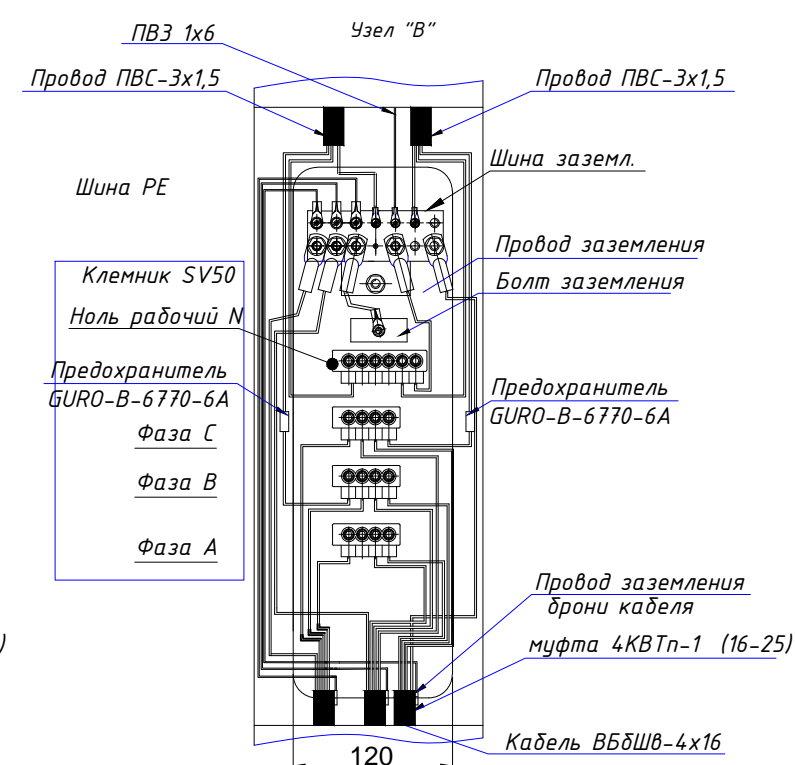 Узел "В"
ПВ3 1х6
Провод ПВС-3х1,5
Провод ПВС-3х1,5
Шина заземл.
Шина РЕ
Провод заземления
Клемник SV50
Болт заземления
Ноль рабочий N
Предохранитель
GURO-B-6770-6A
Предохранитель
GURO-B-6770-6A
Фаза С
Фаза В
Фаза А
Провод заземления
брони кабеля
)
муфта 4КВТп-1 (16-25)
Кабель ВБбШв-4х16
120